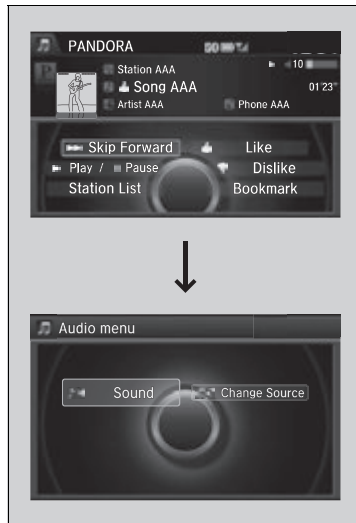 PANDORA
Station AAA
10
Song AAA
01'23"
Artist AAA
Phone AAA
Skip Forward
Like
Play / Pause
Dislike
Station List
Bookmark
Audio menu
Sound
Change Source